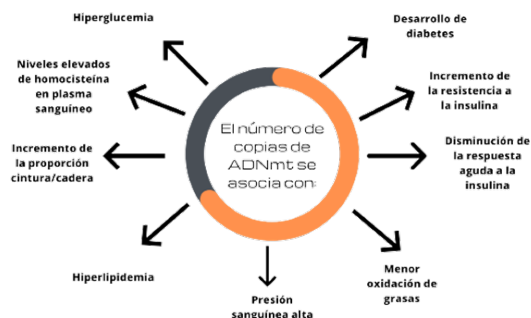 Hiperglucemia
Desarrollo de
diabetes
Niveles elevados
de homocisteína
en plasma
sanguíneo
Incremento de
la resistencia a
la insulina
El número de
copias de
ADNmt se
asocia con:
Incremento de
la proporción
cintura/cadera
Disminución de
la respuesta
aguda a la
insulina
Hiperlipidemia
Menor
oxidación de
grasas
Presión
sanguínea alta